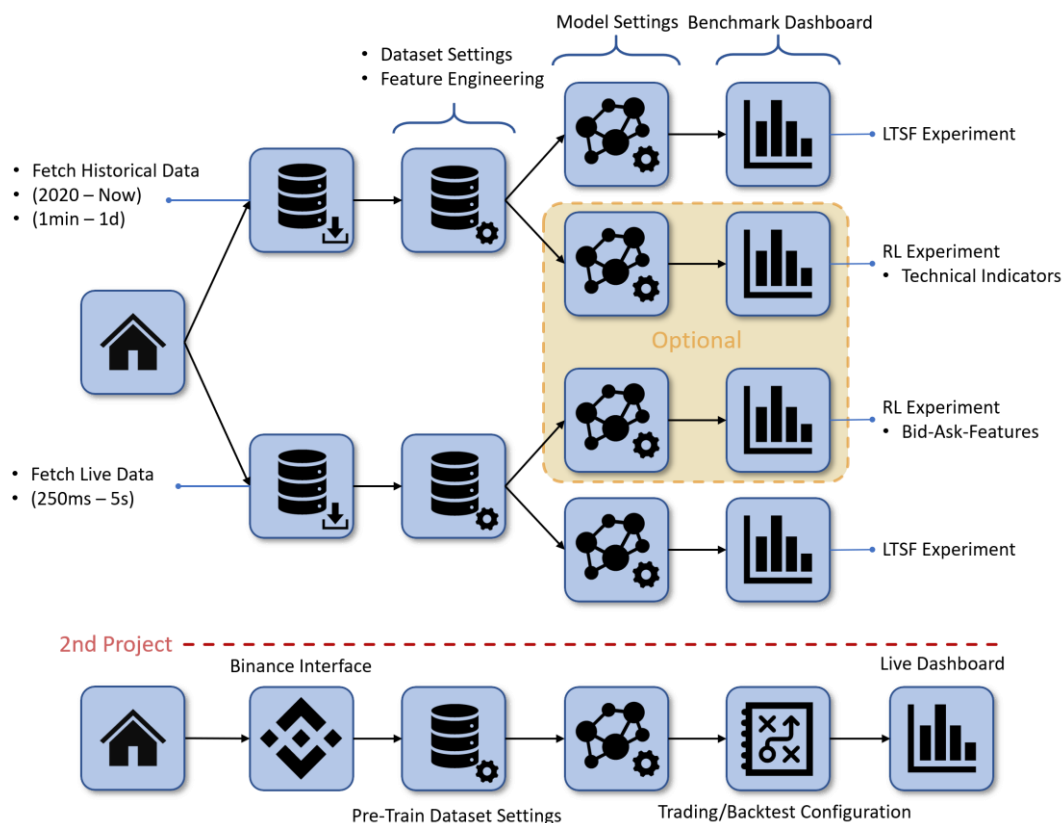 Model Settings
Benchmark Dashboard
• Dataset Settings
• Feature Engineering
LTSF Experiment
• Fetch Historical Data
• (2020 – Now)
• (1min – 1d)
RL Experiment
• Technical Indicators
Optional
RL Experiment
• Bid-Ask-Features
• Fetch Live Data
• (250ms – 5s)
LTSF Experiment
2nd Project
Binance Interface
Live Dashboard
Pre-Train Dataset Settings
Trading/Backtest Configuration